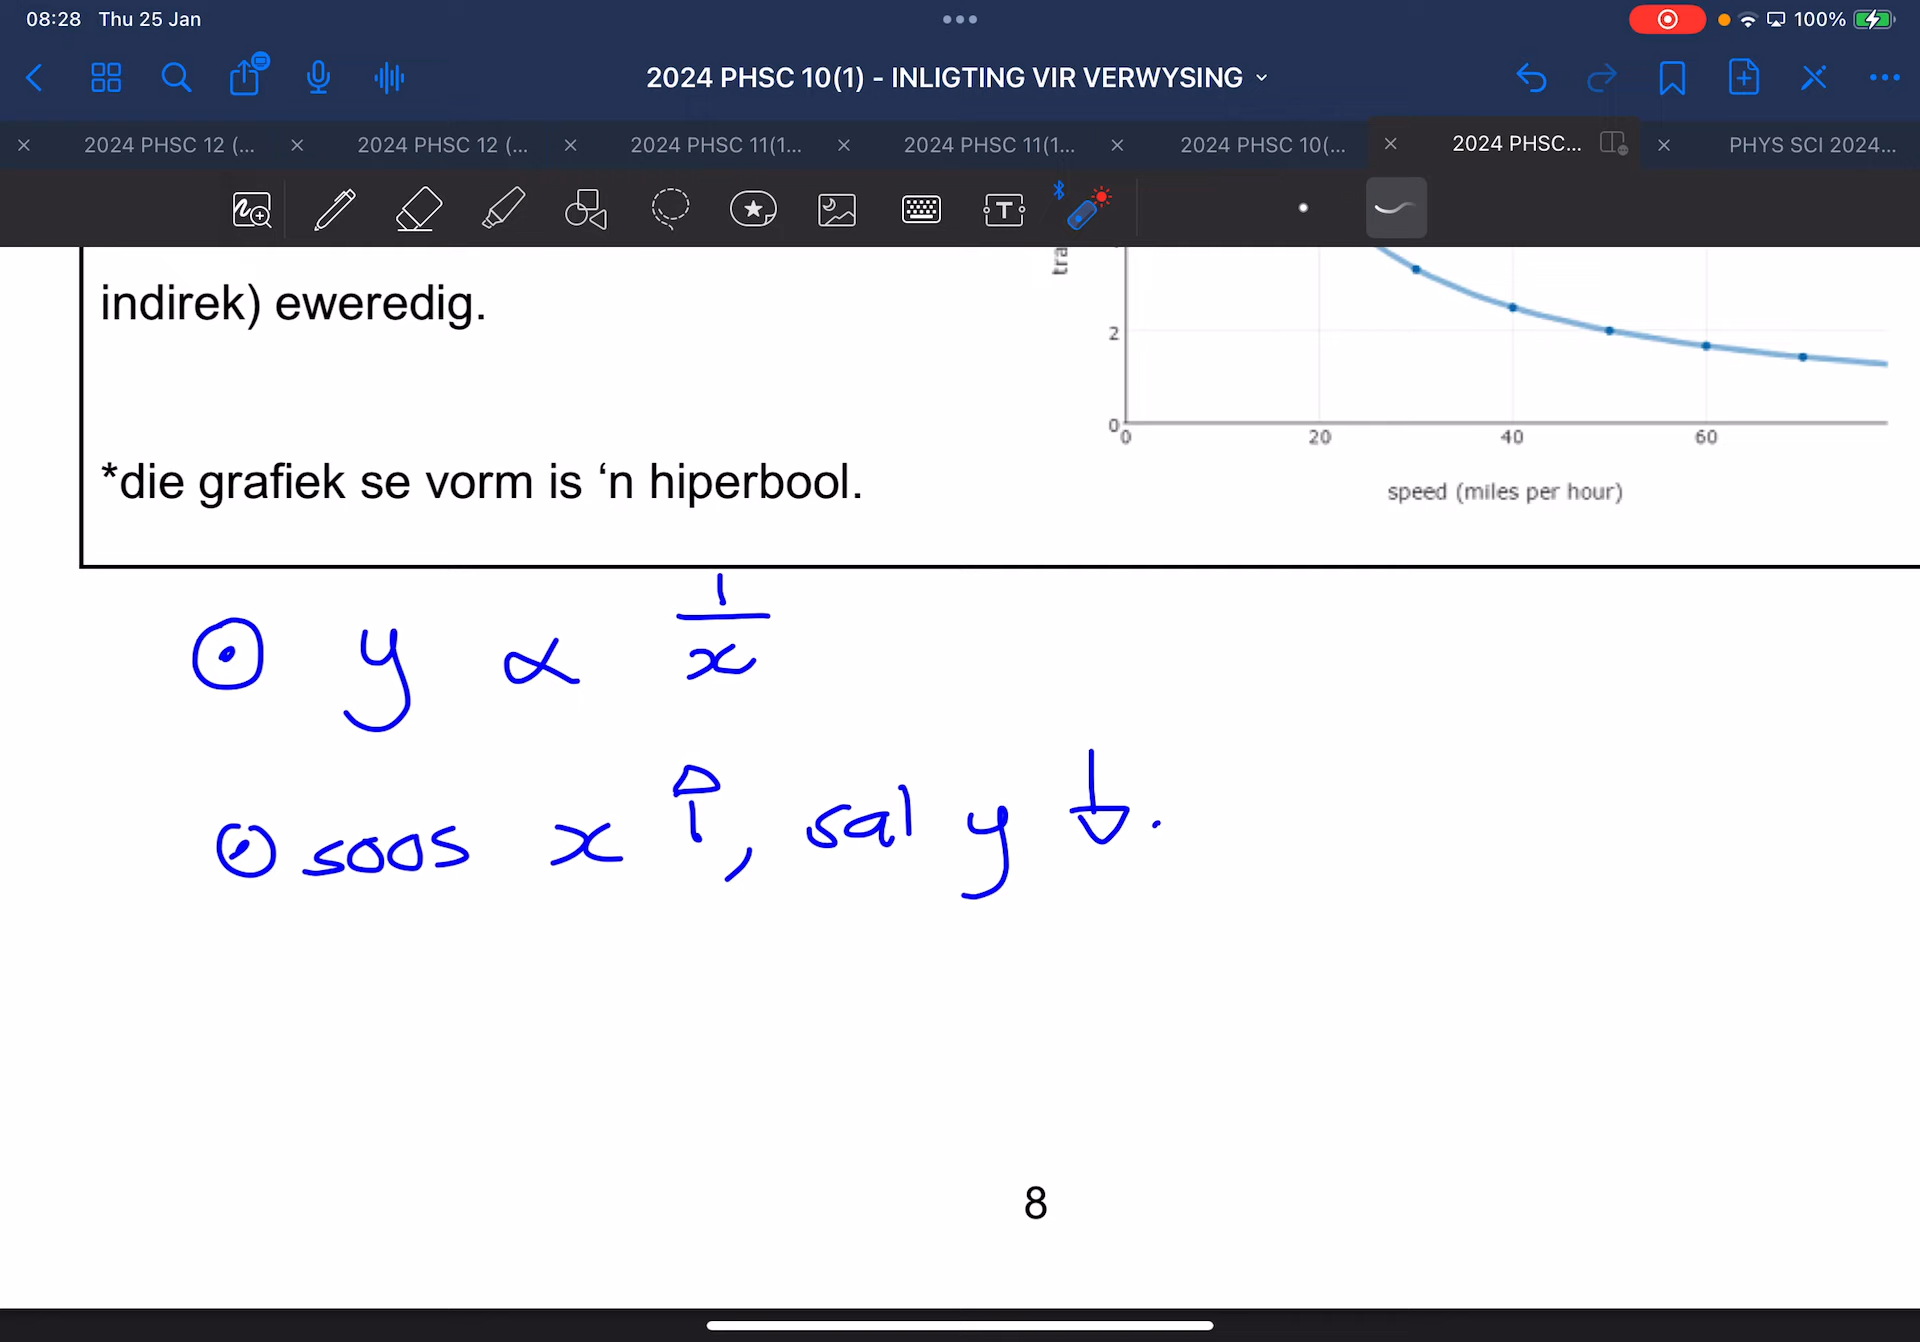 08:28 Thu 25 Jan
100%
2024 PHSC 10(1) - INLIGTING VIR VERWYSING
2024 PHSC 12 (...
2024 PHSC 12 (...
2024 PHSC 11(1...
2024 PHSC 11(1...
2024 PHSC 10(...
2024 PHSC...
PHYS SCI 2024...
T
indirek) eweredig.
*die grafiek se vorm is ‘n hiperbool.
tra
2
0
0 20 40 60
speed (miles per hour)
⊙ y ∝ 1/x
⊙ soos x ↑, sal y ↓.
8